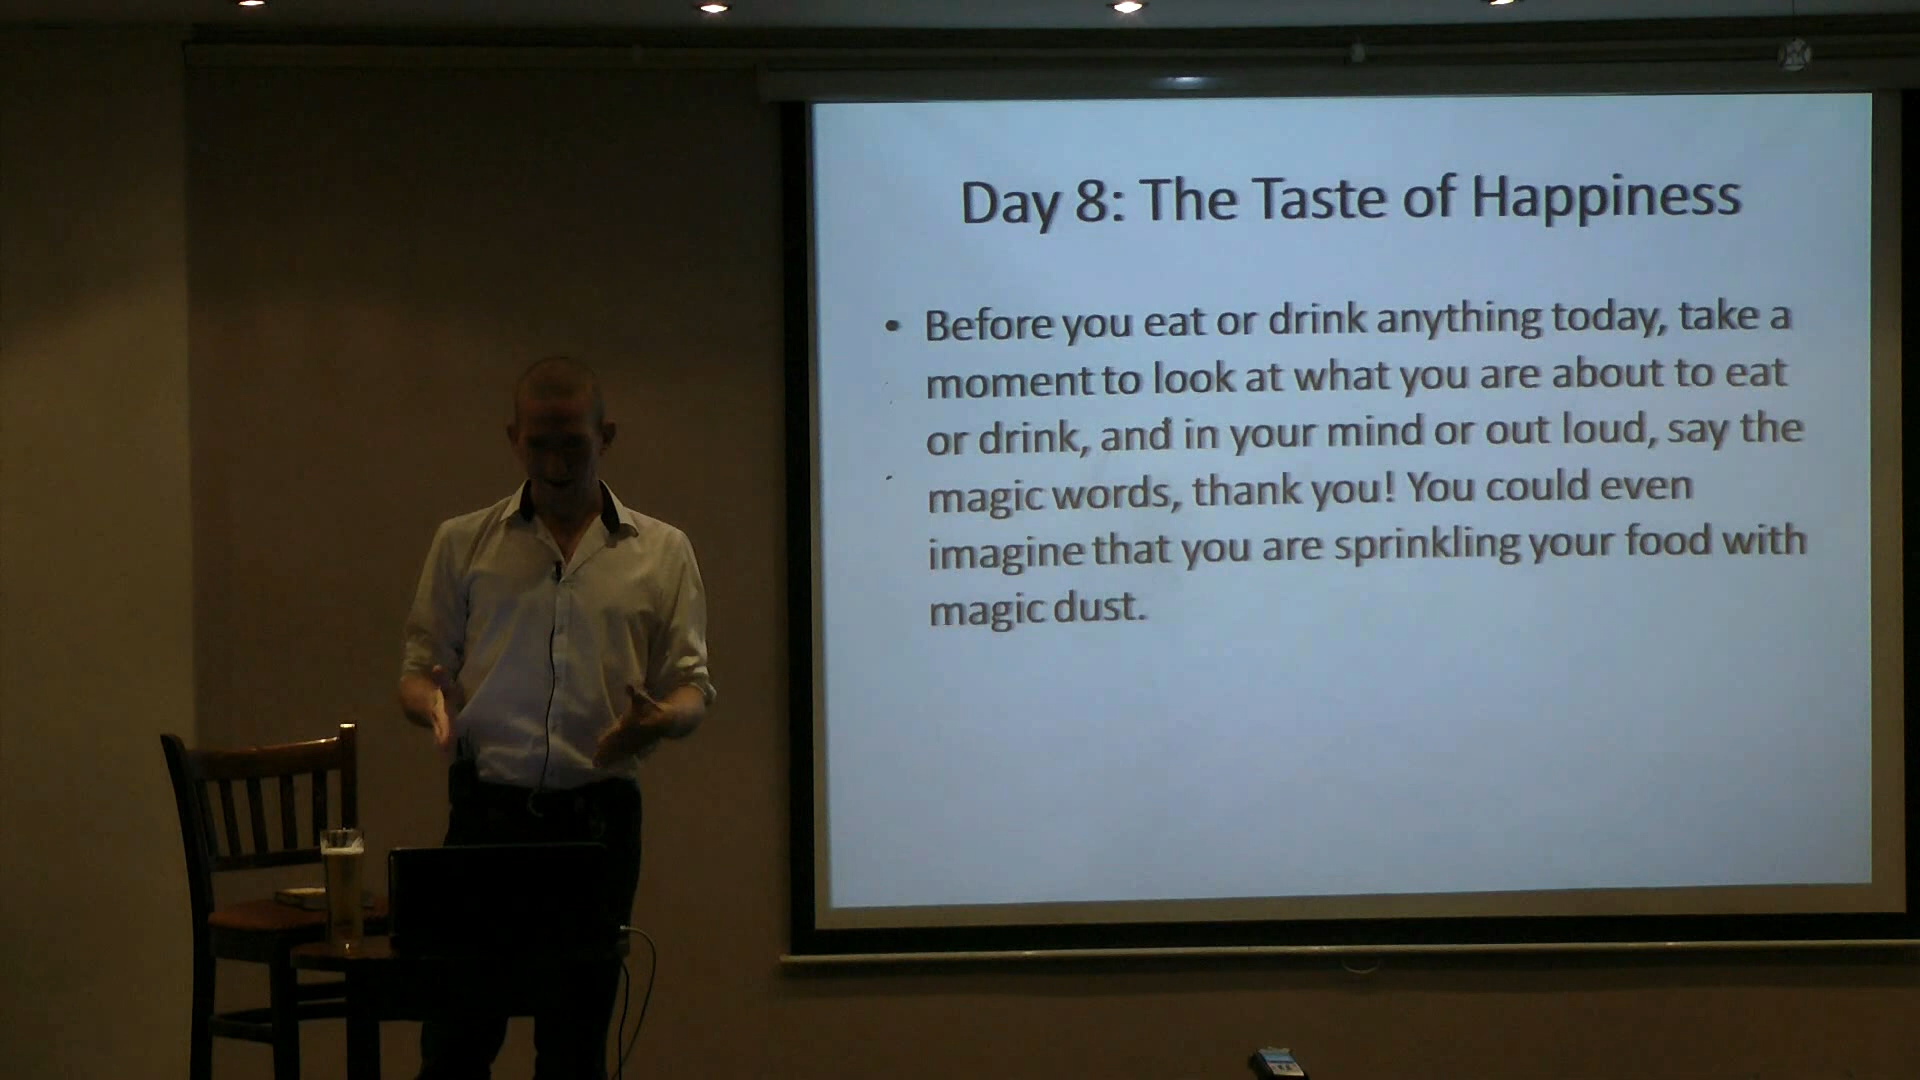 Day 8: The Taste of Happiness
• Before you eat or drink anything today, take a
moment to look at what you are about to eat
or drink, and in your mind or out loud, say the
magic words, thank you! You could even
imagine that you are sprinkling your food with
magic dust.